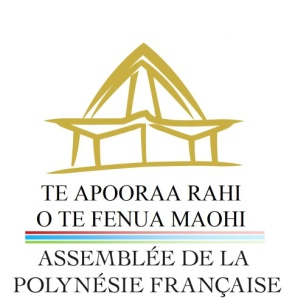 TE APOORAA RAHI
O TE FENUA MAOHI
ASSEMBLÉE DE LA
POLYNÉSIE FRANÇAISE